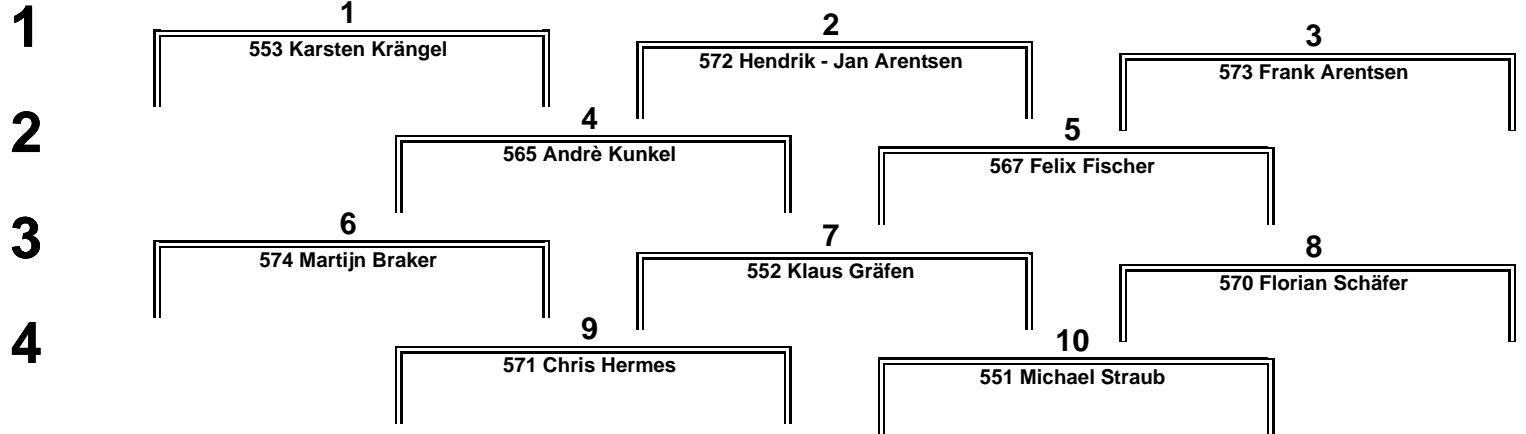 1
1 2 3
553 Karsten Krängel 572 Hendrik - Jan Arentsen 573 Frank Arentsen
2
4 5
565 Andrè Kunkel 567 Felix Fischer
3
6 7 8
574 Martijn Braker 552 Klaus Gräfen 570 Florian Schäfer
4
9 10
571 Chris Hermes 551 Michael Straub